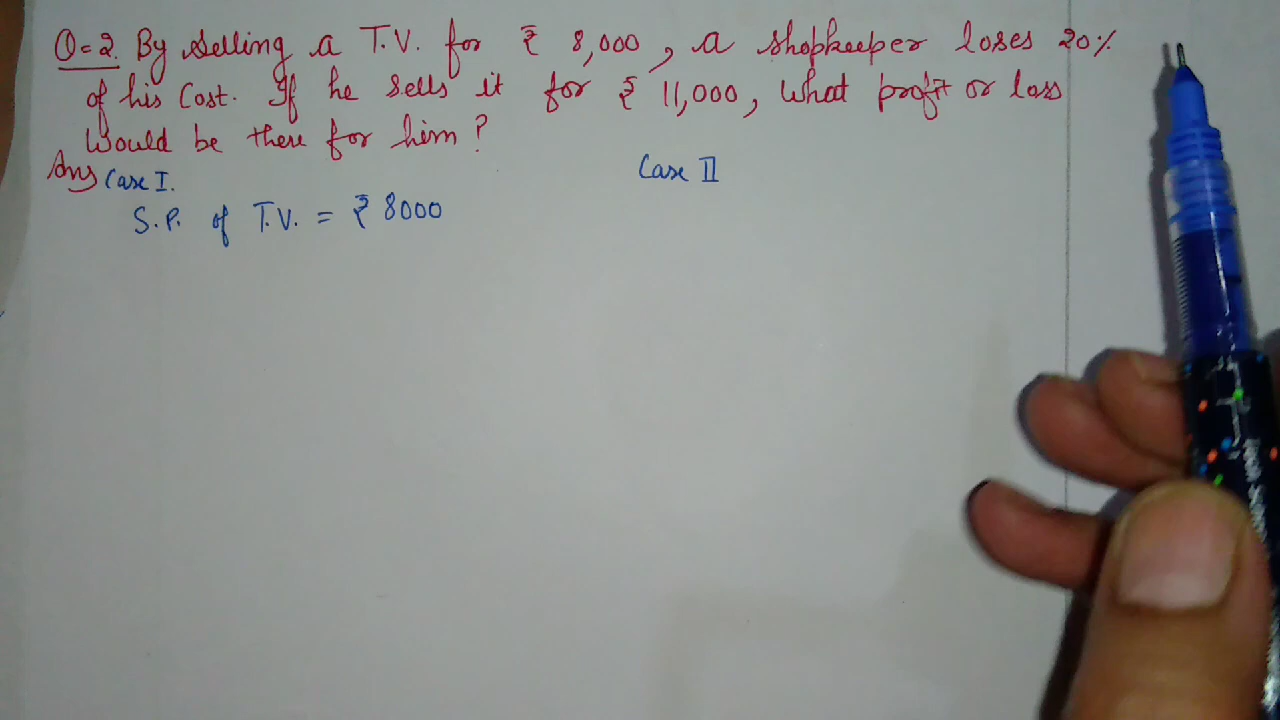 Q=2. By selling a T.V. for ₹ 8,000, a shopkeeper loses 20%
of his Cost. If he sells it for ₹ 11,000, what profit or loss
would be there for him?
Ans Case I.
Case II
S.P. of T.V. = ₹ 8000